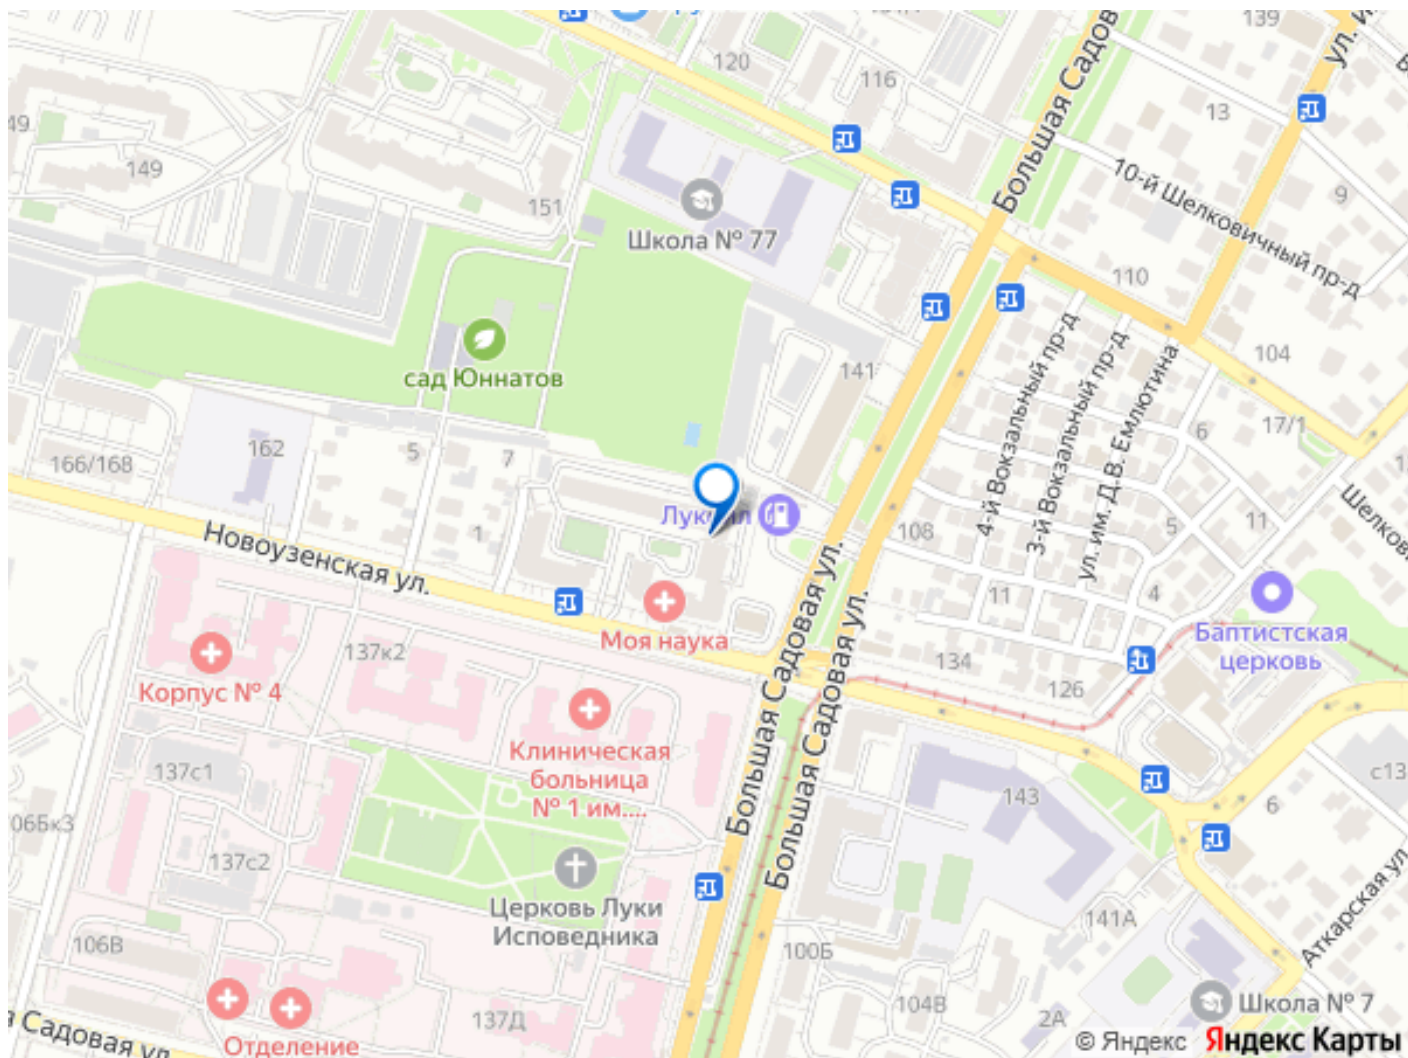 120
116
139
13
9
49
149
151
Школа № 77
Большая Садов
ул. и
10-й Шелковичный пр-д
110
104
17/1
сад Юннатов
141
4-й Вокзальный пр-д
3-й Вокзальный пр-д
ул. им. Д.В. Емлютина
6
5
11
Шелков
166/168
162
5
7
1
Лук
108
11
4
Новоузенская ул.
Моя наука
Большая Садовая ул.
Большая Садовая ул.
134
126
Баптистская
церковь
Корпус № 4
137к2
Клиническая
больница
№ 1 им....
137с1
137с2
06Бк3
143
с13
6
Церковь Луки
Исповедника
106В
100Б
104В
141А
2А
Аткарская ул
Школа № 7
137Д
Отделение
Садовая ул
© Яндекс Яндекс Карты